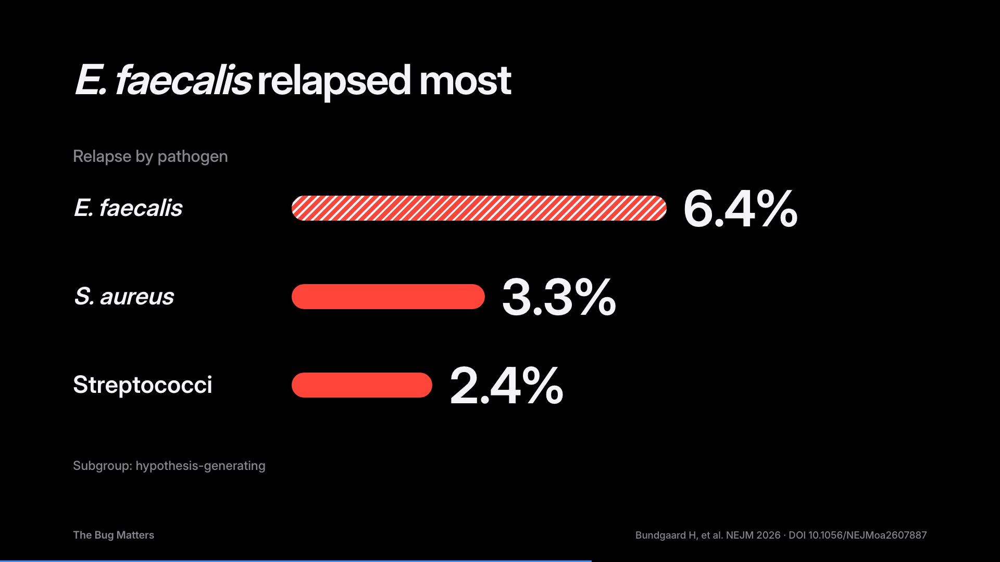 E. faecalis relapsed most
Relapse by pathogen
E. faecalis 6.4%
S. aureus 3.3%
Streptococci 2.4%
Subgroup: hypothesis-generating
The Bug Matters
Bundgaard H, et al. NEJM 2026 · DOI 10.1056/NEJMoa2607887